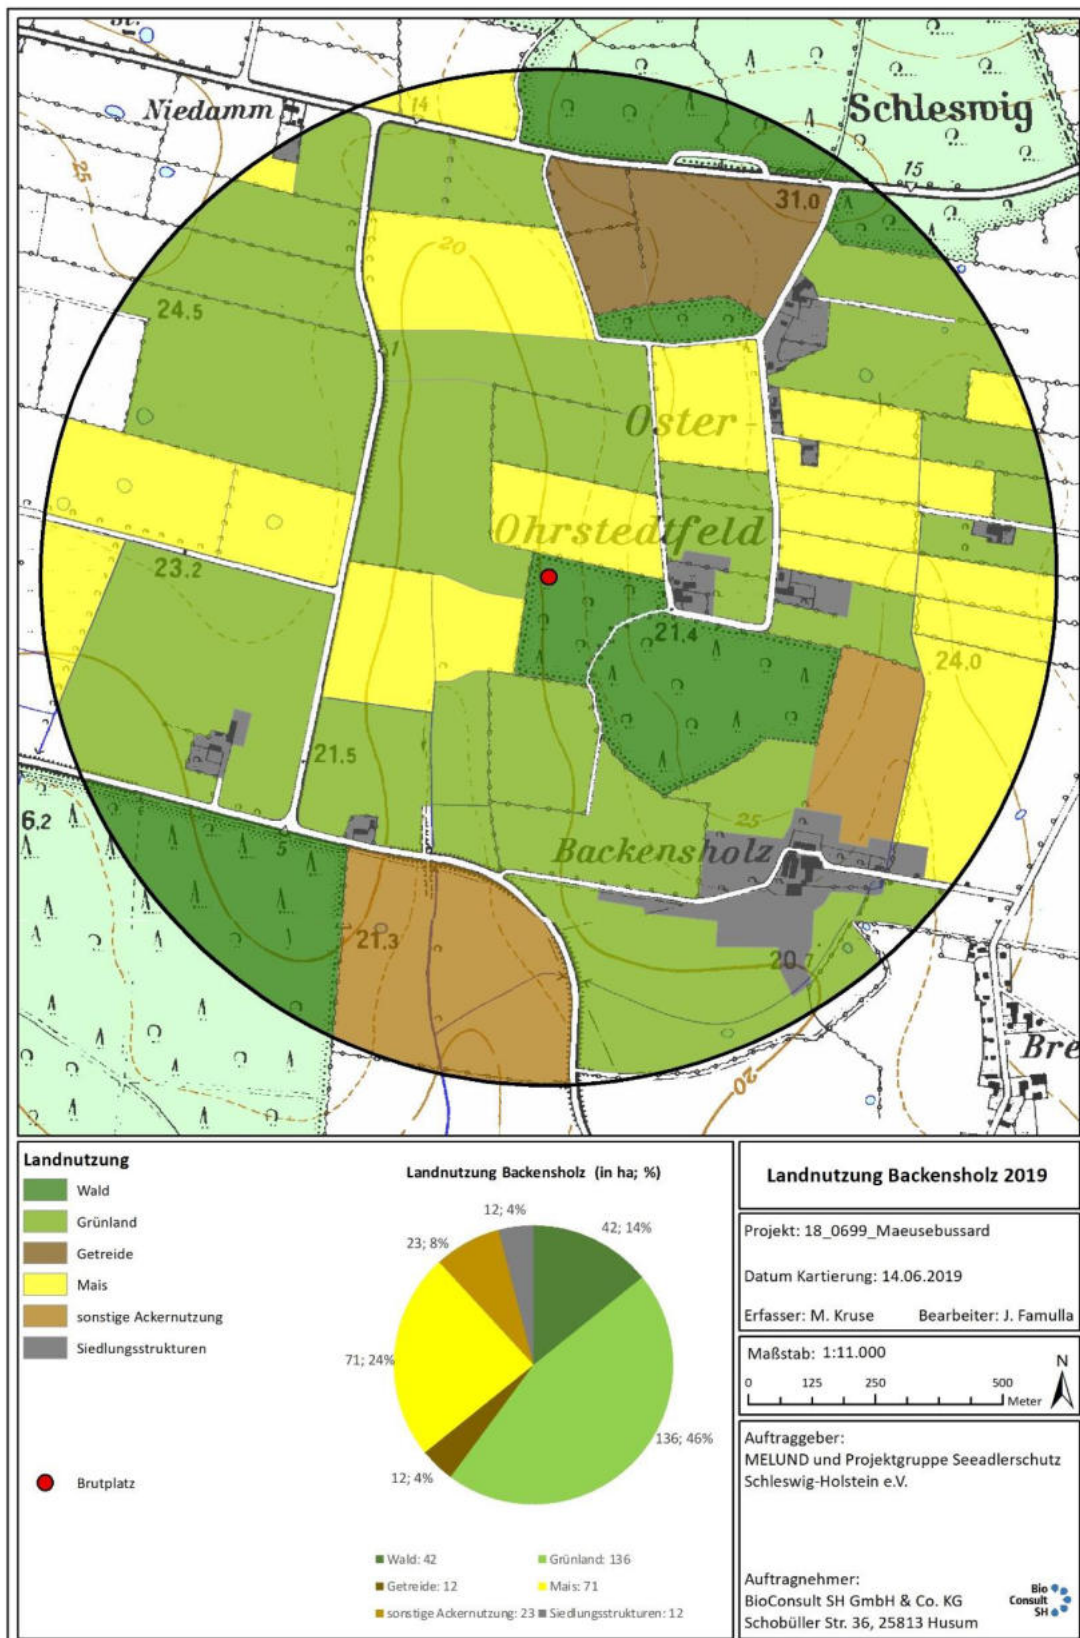 St.
Niedamm
14
Schleswig
15
31.0
25
20
24.5
1
Oster
Ohrstedtfeld
23.2
21.4
24.0
21.5
6.2
5
25
Backensholz
21.3
20.7
Bre
20
Landnutzung
Wald
Grünland
Getreide
Mais
sonstige Ackernutzung
Siedlungsstrukturen
Brutplatz
Landnutzung Backensholz (in ha; %)
12; 4%
42; 14%
23; 8%
71; 24%
136; 46%
12; 4%
Wald: 42
Grünland: 136
Getreide: 12
Mais: 71
sonstige Ackernutzung: 23
Siedlungsstrukturen: 12
Landnutzung Backensholz 2019
Projekt: 18_0699_Maeusebussard
Datum Kartierung: 14.06.2019
Erfasser: M. Kruse Bearbeiter: J. Famulla
Maßstab: 1:11.000
N
0 125 250 500
Meter
Auftraggeber:
MELUND und Projektgruppe Seeadlerschutz
Schleswig-Holstein e.V.
Auftragnehmer:
BioConsult SH GmbH & Co. KG
Schobüller Str. 36, 25813 Husum
Bio
Consult
SH